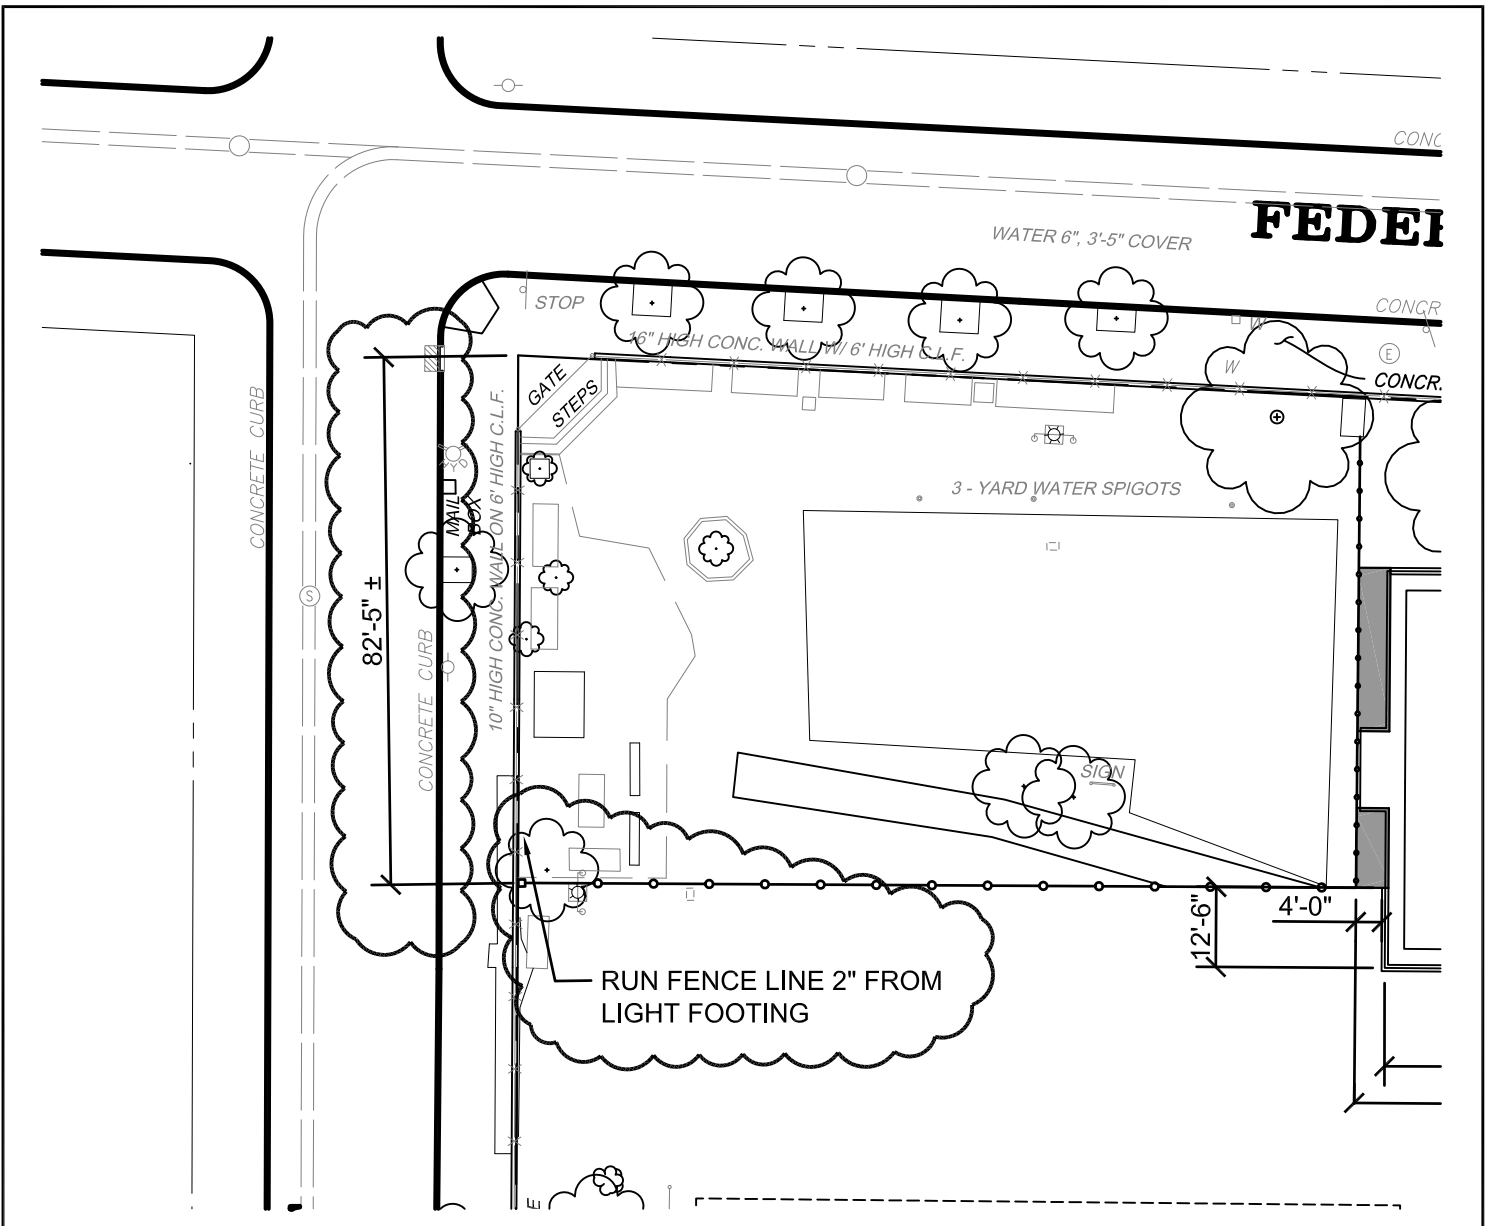 CONC
FEDE
WATER 6", 3'-5" COVER
STOP
CONCR
16" HIGH CONC. WALL W/ 6' HIGH C.L.F.
W
E
W
CONCR.
GATE
STEPS
CONCRETE CURB
10" HIGH CONC. WALL ON 6' HIGH C.L.F.
MAIL
BOX
3 - YARD WATER SPIGOTS
S
82'-5" ±
CONCRETE CURB
SIGN
12'-6"
4'-0"
RUN FENCE LINE 2" FROM
LIGHT FOOTING
E